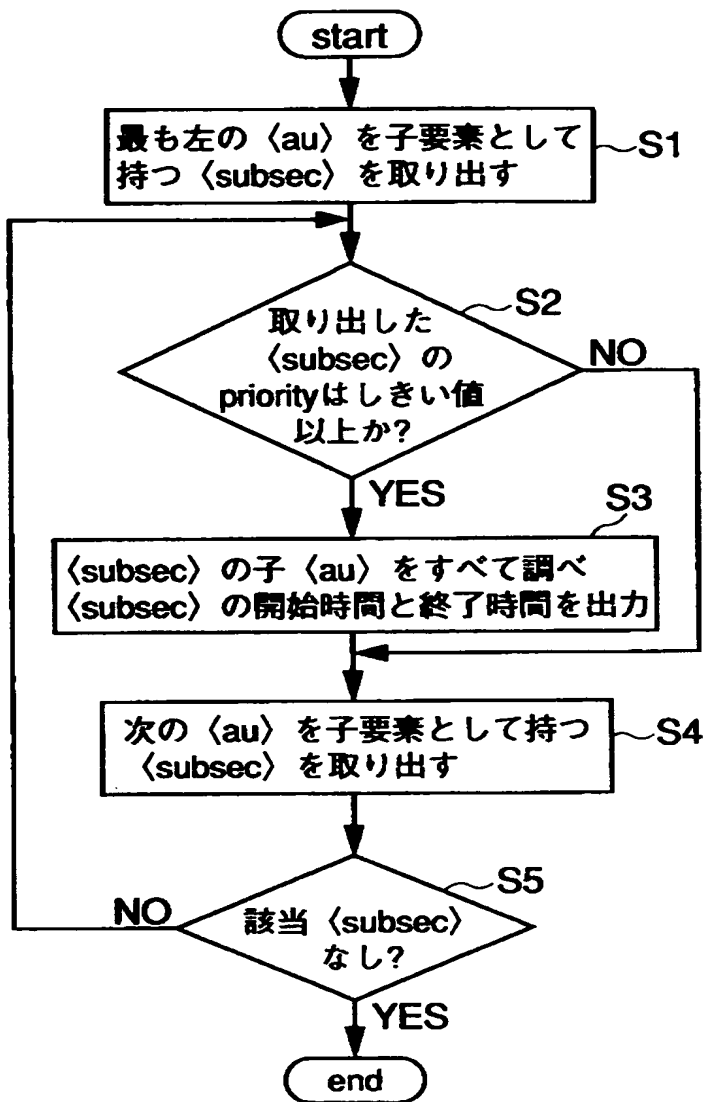 start
最も左の〈au〉を子要素として
持つ〈subsec〉を取り出す
S1
S2
取り出した
〈subsec〉の
priorityはしきい値
以上か?
NO
YES
S3
〈subsec〉の子〈au〉をすべて調べ
〈subsec〉の開始時間と終了時間を出力
次の〈au〉を子要素として持つ
〈subsec〉を取り出す
S4
S5
NO
該当〈subsec〉
なし?
YES
end